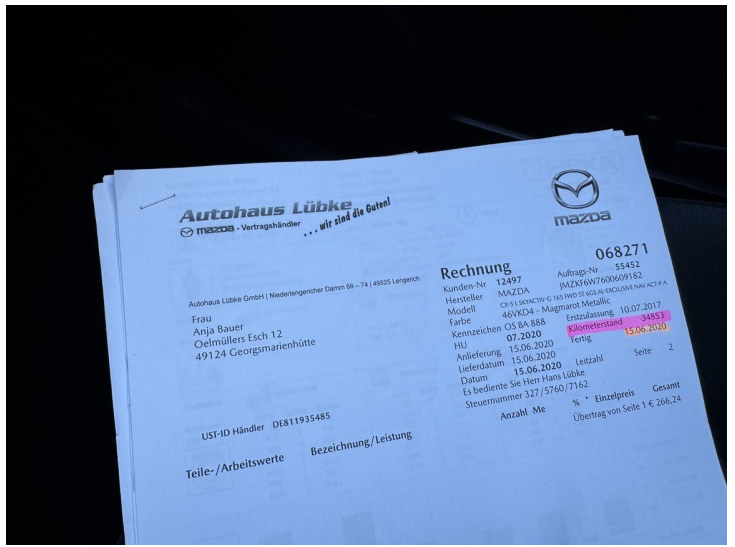 Autohaus Lübke
mazda - Vertragshändler ... wir sind die Guten!
mazda
068271
Autohaus Lübke GmbH | Niederlengericher Damm 68 – 74 | 49525 Lengerich
Frau
Anja Bauer
Oelmüllers Esch 12
49124 Georgsmarienhütte
Rechnung
Kunden-Nr 12497 Auftrags-Nr 55452
Hersteller MAZDA JMZKF6W7600609182
Modell CX-5 L SKYACTIV-G 165 FWD 5T 6GS AL-EXCLUSIVE NAV ACT-P A
Farbe 46VKD4 - Magmarot Metallic
Kennzeichen OS BA 888 Erstzulassung 10.07.2017
HU 07.2020 Kilometerstand 34853
Anlieferung 15.06.2020 Fertig 15.06.2020
Lieferdatum 15.06.2020
Datum 15.06.2020 Leitzahl Seite 2
Es bediente Sie Herr Hans Lübke
Steuernummer 327/5760/7162
UST-ID Händler DE811935485
Anzahl Me % * Einzelpreis Gesamt
Übertrag von Seite 1 € 266,24
Teile-/Arbeitswerte Bezeichnung/Leistung